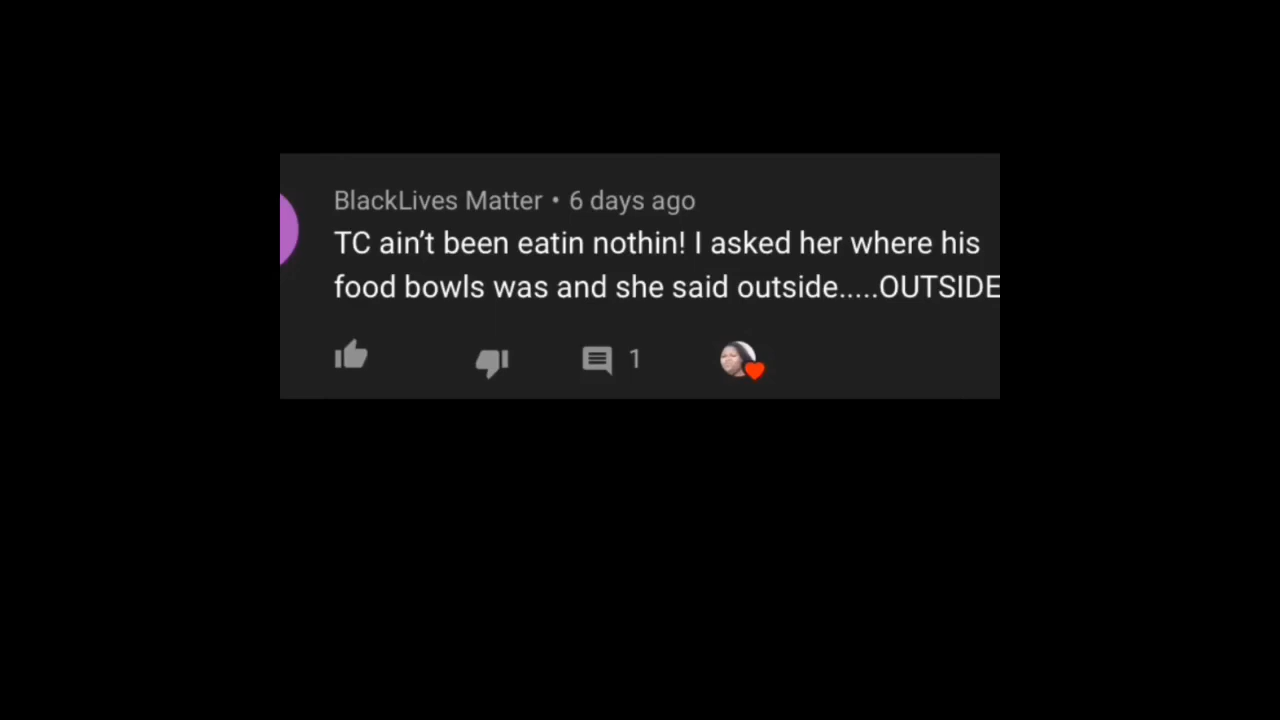 BlackLives Matter • 6 days ago
TC ain’t been eatin nothin! I asked her where his
food bowls was and she said outside.....OUTSIDE
1